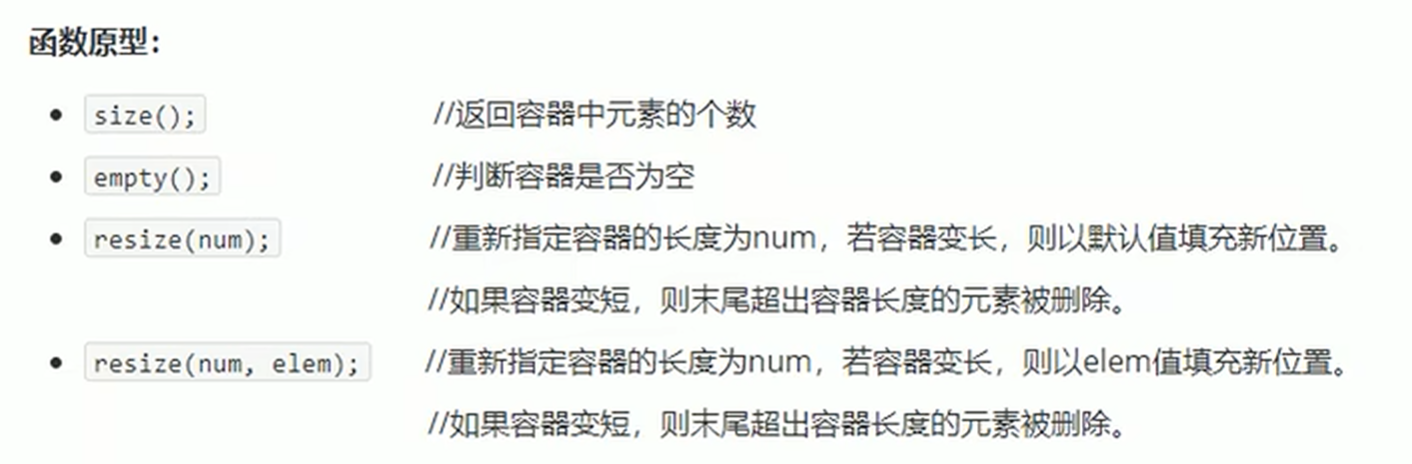 函数原型：
size(); //返回容器中元素的个数
empty(); //判断容器是否为空
resize(num); //重新指定容器的长度为num，若容器变长，则以默认值填充新位置。
//如果容器变短，则末尾超出容器长度的元素被删除。
resize(num, elem); //重新指定容器的长度为num，若容器变长，则以elem值填充新位置。
//如果容器变短，则末尾超出容器长度的元素被删除。